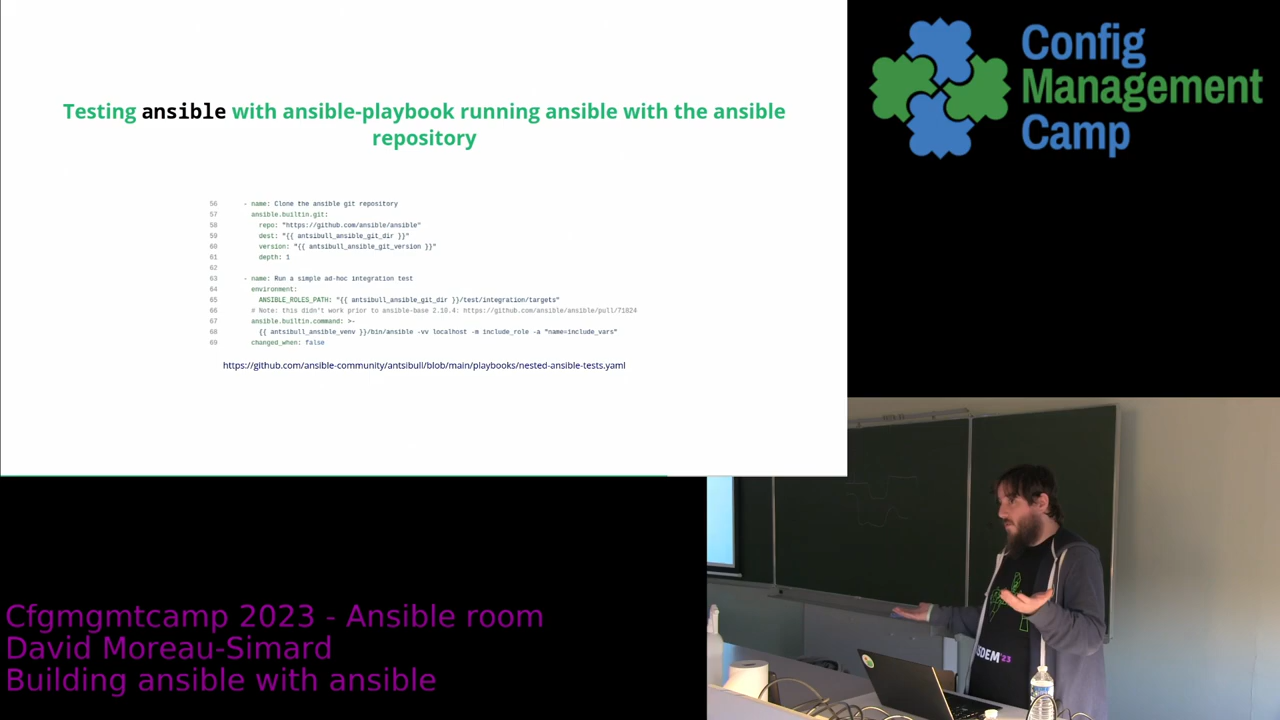 Testing ansible with ansible-playbook running ansible with the ansible
repository
56 - name: Clone the ansible git repository
57 ansible.builtin.git:
58 repo: "https://github.com/ansible/ansible"
59 dest: "{{ antsibull_ansible_git_dir }}"
60 version: "{{ antsibull_ansible_git_version }}"
61 depth: 1
62
63 - name: Run a simple ad-hoc integration test
64 environment:
65 ANSIBLE_ROLES_PATH: "{{ antsibull_ansible_git_dir }}/test/integration/targets"
66 # Note: this didn't work prior to ansible-base 2.10.4: https://github.com/ansible/ansible/pull/71824
67 ansible.builtin.command: >-
68 {{ antsibull_ansible_venv }}/bin/ansible -vv localhost -m include_role -a "name=include_vars"
69 changed_when: false
https://github.com/ansible-community/antsibull/blob/main/playbooks/nested-ansible-tests.yaml
Config
Management
Camp
Cfgmgmtcamp 2023 - Ansible room
David Moreau-Simard
Building ansible with ansible